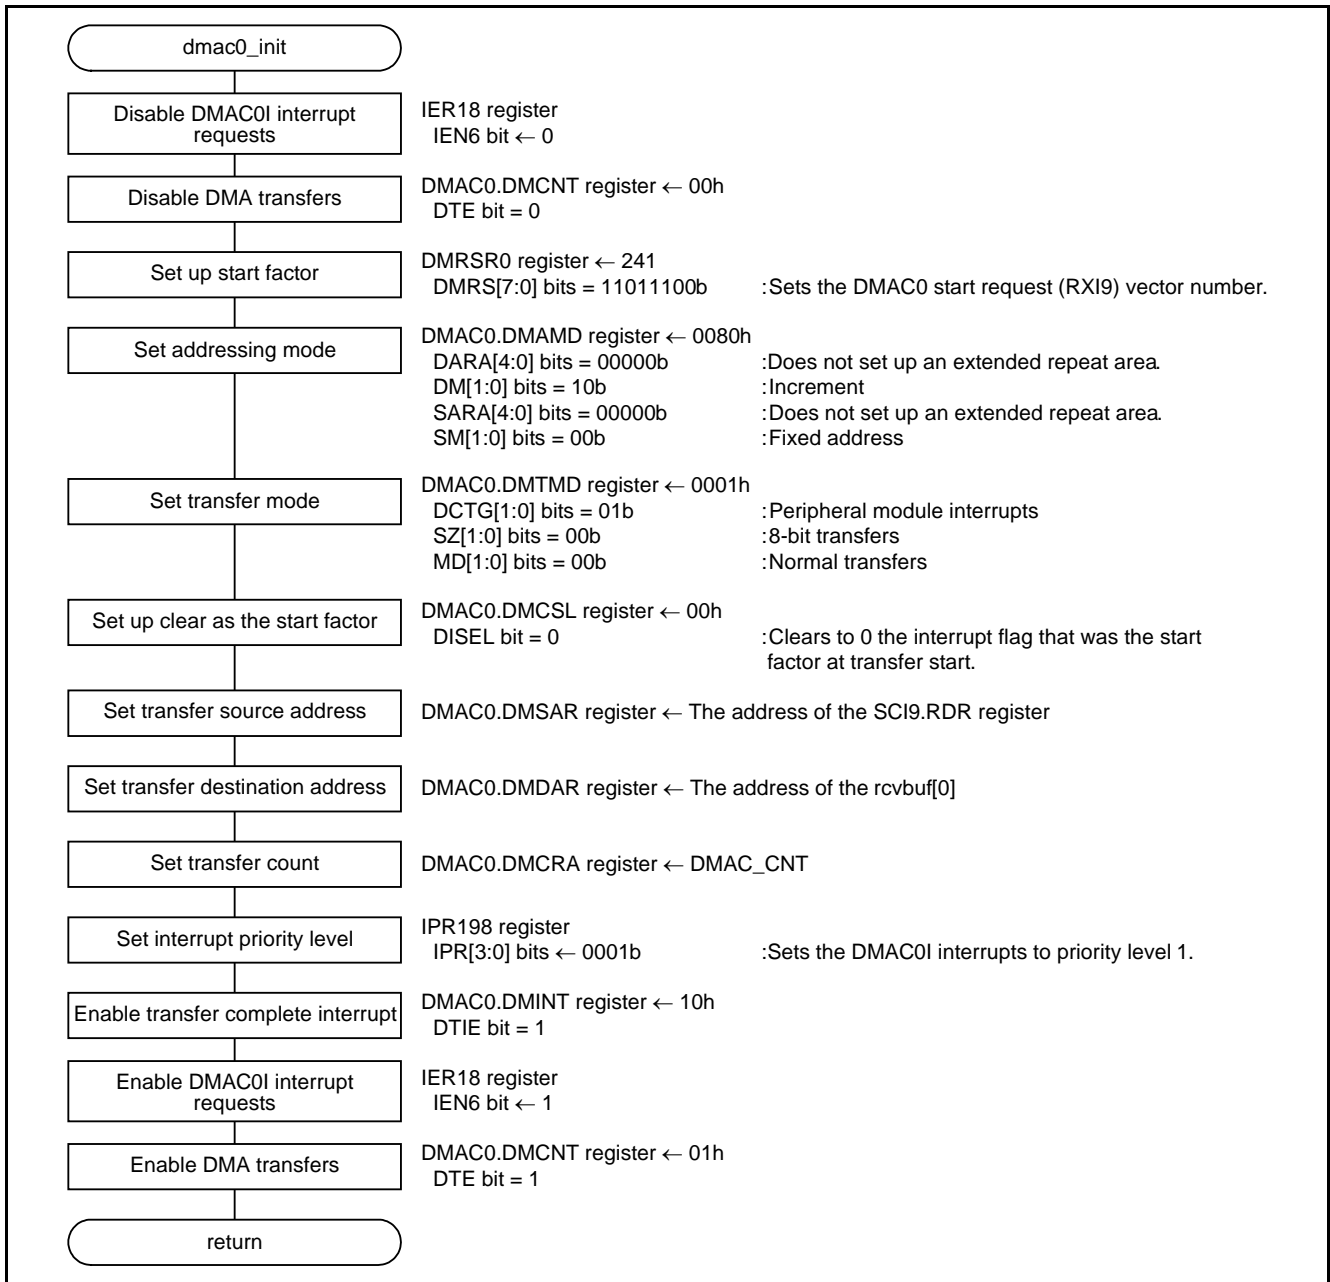 dmac0_init
Disable DMAC0I interrupt
requests
IER18 register
IEN6 bit ← 0
Disable DMA transfers
DMAC0.DMCNT register ← 00h
DTE bit = 0
Set up start factor
DMRSR0 register ← 241
DMRS[7:0] bits = 11011100b :Sets the DMAC0 start request (RXI9) vector number.
Set addressing mode
DMAC0.DMAMD register ← 0080h
DARA[4:0] bits = 00000b :Does not set up an extended repeat area.
DM[1:0] bits = 10b :Increment
SARA[4:0] bits = 00000b :Does not set up an extended repeat area.
SM[1:0] bits = 00b :Fixed address
Set transfer mode
DMAC0.DMTMD register ← 0001h
DCTG[1:0] bits = 01b :Peripheral module interrupts
SZ[1:0] bits = 00b :8-bit transfers
MD[1:0] bits = 00b :Normal transfers
Set up clear as the start factor
DMAC0.DMCSL register ← 00h
DISEL bit = 0 :Clears to 0 the interrupt flag that was the start
factor at transfer start.
Set transfer source address
DMAC0.DMSAR register ← The address of the SCI9.RDR register
Set transfer destination address
DMAC0.DMDAR register ← The address of the rcvbuf[0]
Set transfer count
DMAC0.DMCRA register ← DMAC_CNT
Set interrupt priority level
IPR198 register
IPR[3:0] bits ← 0001b :Sets the DMAC0I interrupts to priority level 1.
Enable transfer complete interrupt
DMAC0.DMINT register ← 10h
DTIE bit = 1
Enable DMAC0I interrupt
requests
IER18 register
IEN6 bit ← 1
Enable DMA transfers
DMAC0.DMCNT register ← 01h
DTE bit = 1
return